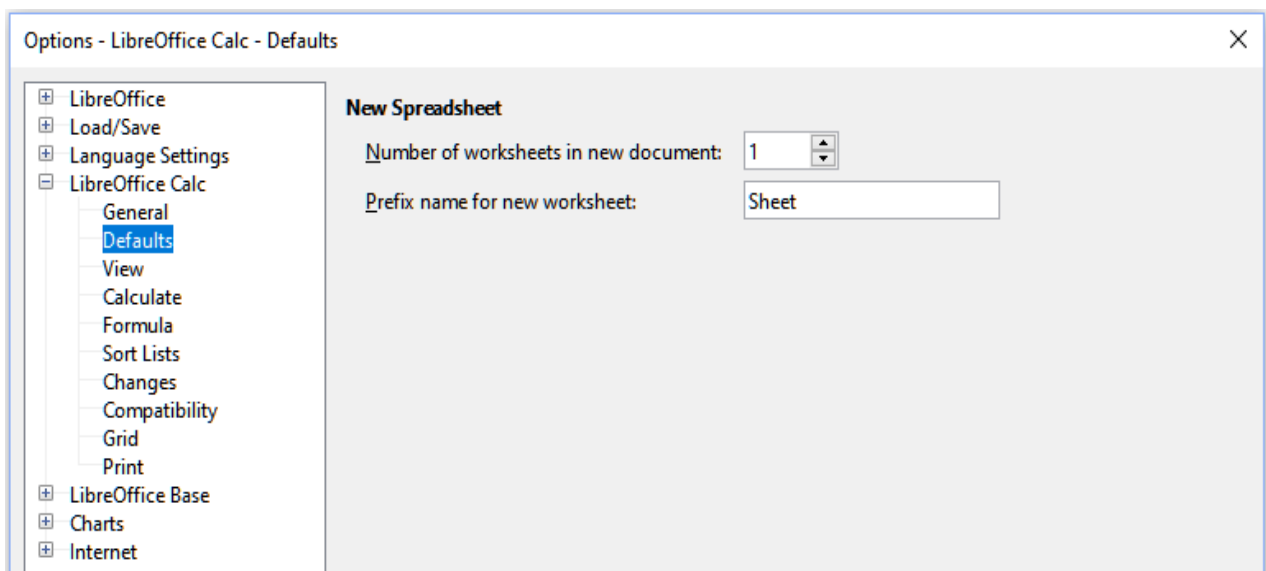 Options - LibreOffice Calc - Defaults
LibreOffice
Load/Save
Language Settings
LibreOffice Calc
General
Defaults
View
Calculate
Formula
Sort Lists
Changes
Compatibility
Grid
Print
LibreOffice Base
Charts
Internet
New Spreadsheet
Number of worksheets in new document: 1
Prefix name for new worksheet: Sheet